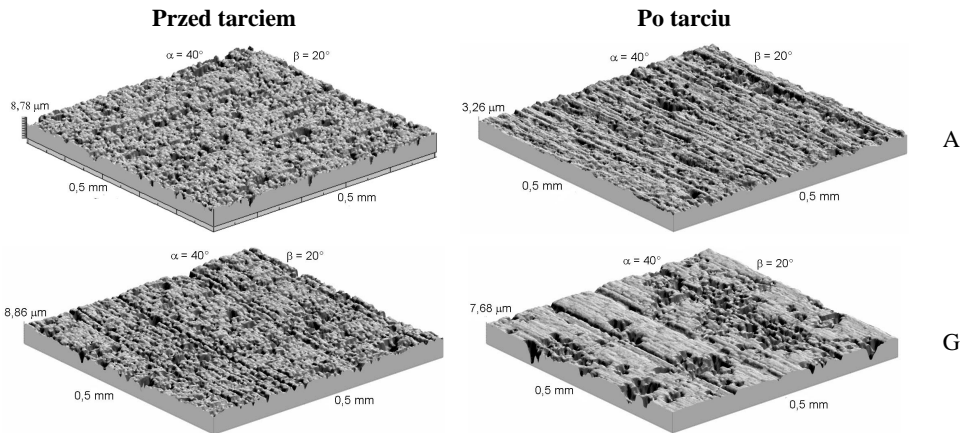 Przed tarciem
Po tarciu
α = 40°
β = 20°
8,78 μm
0,5 mm
0,5 mm
α = 40°
β = 20°
3,26 μm
0,5 mm
0,5 mm
A
α = 40°
β = 20°
8,86 μm
0,5 mm
0,5 mm
α = 40°
β = 20°
7,68 μm
0,5 mm
0,5 mm
G